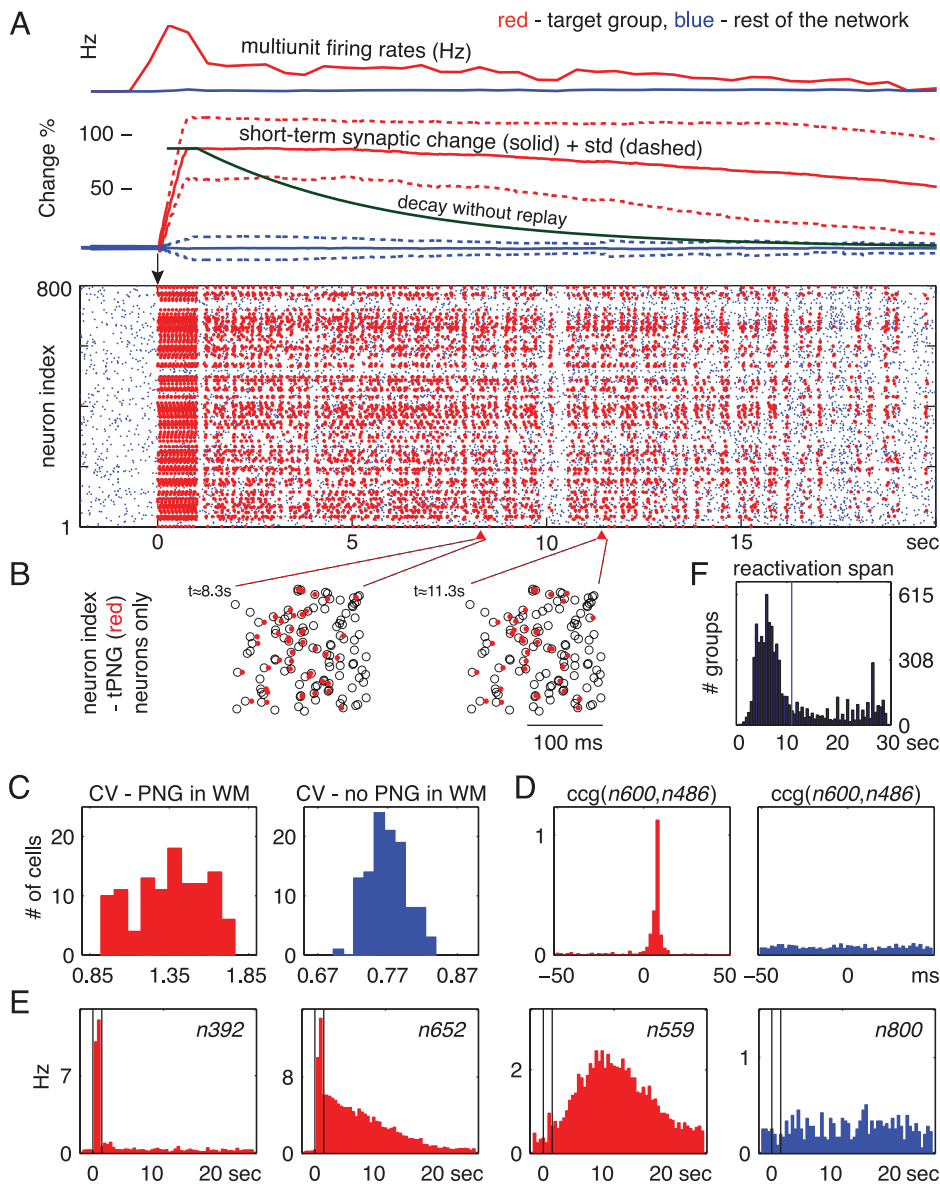 A
red - target group, blue - rest of the network
Hz
multiunit firing rates (Hz)
Change %
100
50
short-term synaptic change (solid) + std (dashed)
decay without replay
neuron index
800
1
0
5
10
15
sec
B
neuron index
- tPNG (red)
neurons only
t≈8.3s
t≈11.3s
100 ms
F
reactivation span
# groups
615
308
0
0
10
20
30
sec
C
CV - PNG in WM
CV - no PNG in WM
# of cells
20
10
0
0.85
1.35
1.85
20
10
0
0.67
0.77
0.87
D
ccg(n600,n486)
ccg(n600,n486)
1
0
−50
0
50
1
0
−50
0
ms
E
Hz
n392
7
0
0
10
20 sec
n652
8
0
0
10
20 sec
n559
2
0
0
10
20 sec
n800
1
0
0
10
20 sec